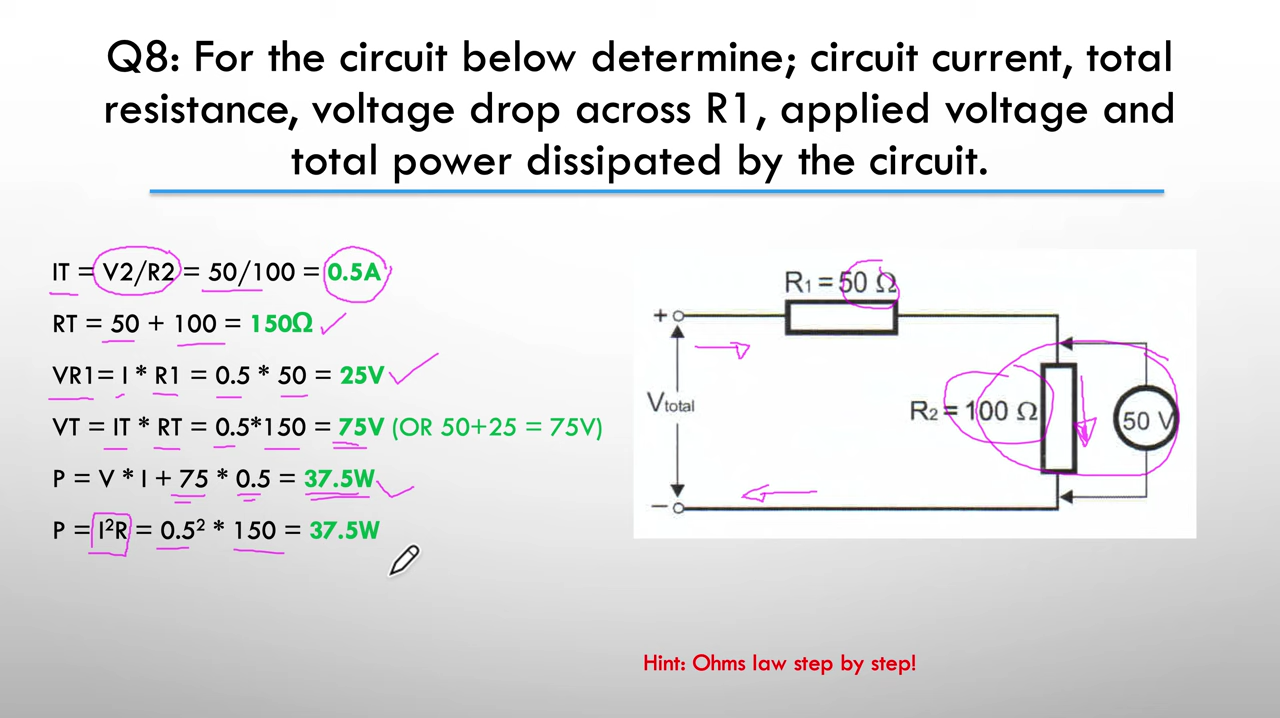 Q8: For the circuit below determine; circuit current, total
resistance, voltage drop across R1, applied voltage and
total power dissipated by the circuit.
IT = V2/R2 = 50/100 = 0.5A
RT = 50 + 100 = 150Ω
VR1= I * R1 = 0.5 * 50 = 25V
VT = IT * RT = 0.5*150 = 75V (OR 50+25 = 75V)
P = V * I + 75 * 0.5 = 37.5W
P = I²R = 0.5² * 150 = 37.5W
R₁ = 50 Ω
+
Vtotal
R₂ = 100 Ω
50 V
−
Hint: Ohms law step by step!